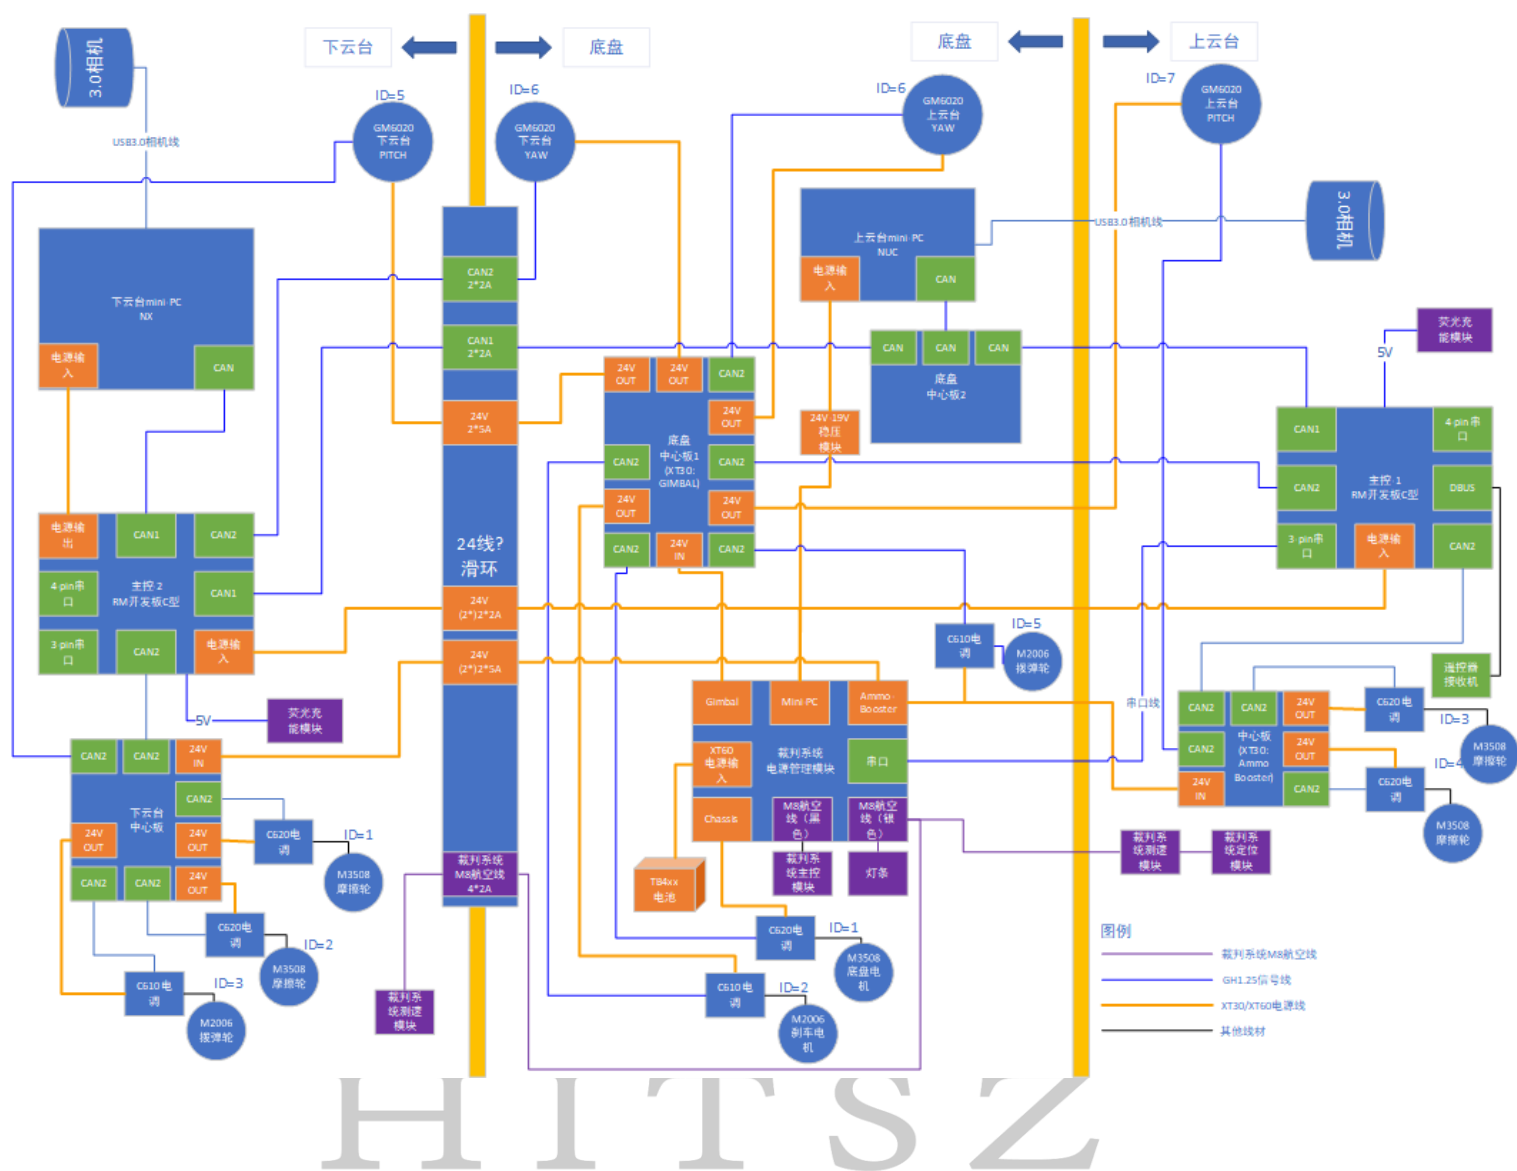 下云台
底盘
底盘
上云台
3.0相机
USB3.0相机线
ID=5
GM6020
下云台
PITCH
ID=6
GM6020
下云台
YAW
ID=6
GM6020
上云台
YAW
ID=7
GM6020
上云台
PITCH
3.0相机
USB3.0相机线
下云台mini-PC
NX
电源输
入
CAN
CAN2
2*2A
CAN1
2*2A
24V
2*5A
24线?
滑环
24V
(2*)2*2A
24V
(2*)2*5A
裁判系统
M8航空线
4*2A
上云台mini-PC
NUC
电源输
入
CAN
CAN
CAN
CAN
底盘
中心板2
24V-19V
稳压
模块
24V
OUT
24V
OUT
CAN2
24V
OUT
底盘
中心板1
(XT30:
GIMBAL)
CAN2
CAN2
24V
OUT
24V
OUT
CAN2
24V
IN
CAN2
荧光充
能模块
5V
CAN1
4-pin串
口
主控-1
RM开发板C型
CAN2
DBUS
3-pin串
口
电源输
入
CAN2
电源输
出
CAN1
CAN2
4-pin串
口
主控-2
RM开发板C型
CAN1
3-pin串
口
CAN2
电源输
入
5V
荧光充
能模块
C610电
调
ID=5
M2006
拨弹轮
遥控器
接收机
串口线
Gimbal
Mini-PC
Ammo-
Booster
XT60
电源输
入
裁判系统
电源管理模块
串口
Chassis
M8航空
线（黑
色）
M8航空
线（银
色）
TB4xx
电池
裁判系
统主控
模块
灯条
CAN2
CAN2
24V
OUT
C620电
调
ID=3
M3508
摩擦轮
CAN2
中心板
(XT30:
Ammo
Booster)
24V
OUT
ID=4
24V
IN
CAN2
C620电
调
M3508
摩擦轮
裁判系
统测速
模块
裁判系
统定位
模块
CAN2
CAN2
24V
IN
CAN2
下云台
中心板
24V
OUT
24V
OUT
C620电
调
ID=1
M3508
摩擦轮
CAN2
CAN2
24V
OUT
C620电
调
ID=2
M3508
摩擦轮
C610电
调
ID=3
M2006
拨弹轮
裁判系
统测速
模块
C620电
调
ID=1
M3508
底盘电
机
C610电
调
ID=2
M2006
刹车电
机
图例
裁判系统M8航空线
GH1.25信号线
XT30/XT60电源线
其他线材
HITSZ